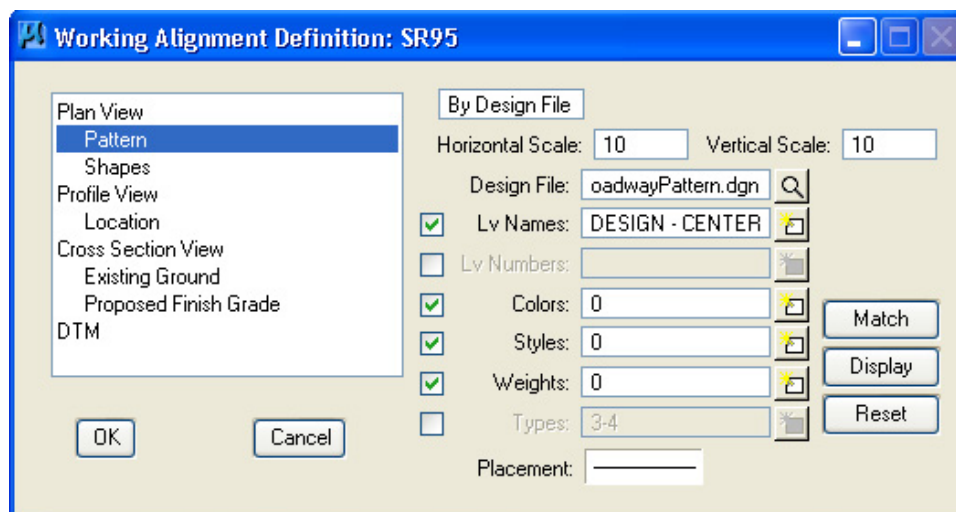 Working Alignment Definition: SR95
Plan View
Pattern
Shapes
Profile View
Location
Cross Section View
Existing Ground
Proposed Finish Grade
DTM
OK
Cancel
By Design File
Horizontal Scale: 10 Vertical Scale: 10
Design File: oadwayPattern.dgn
Lv Names: DESIGN - CENTER
Lv Numbers:
Colors: 0
Styles: 0
Weights: 0
Types: 3-4
Placement:
Match
Display
Reset